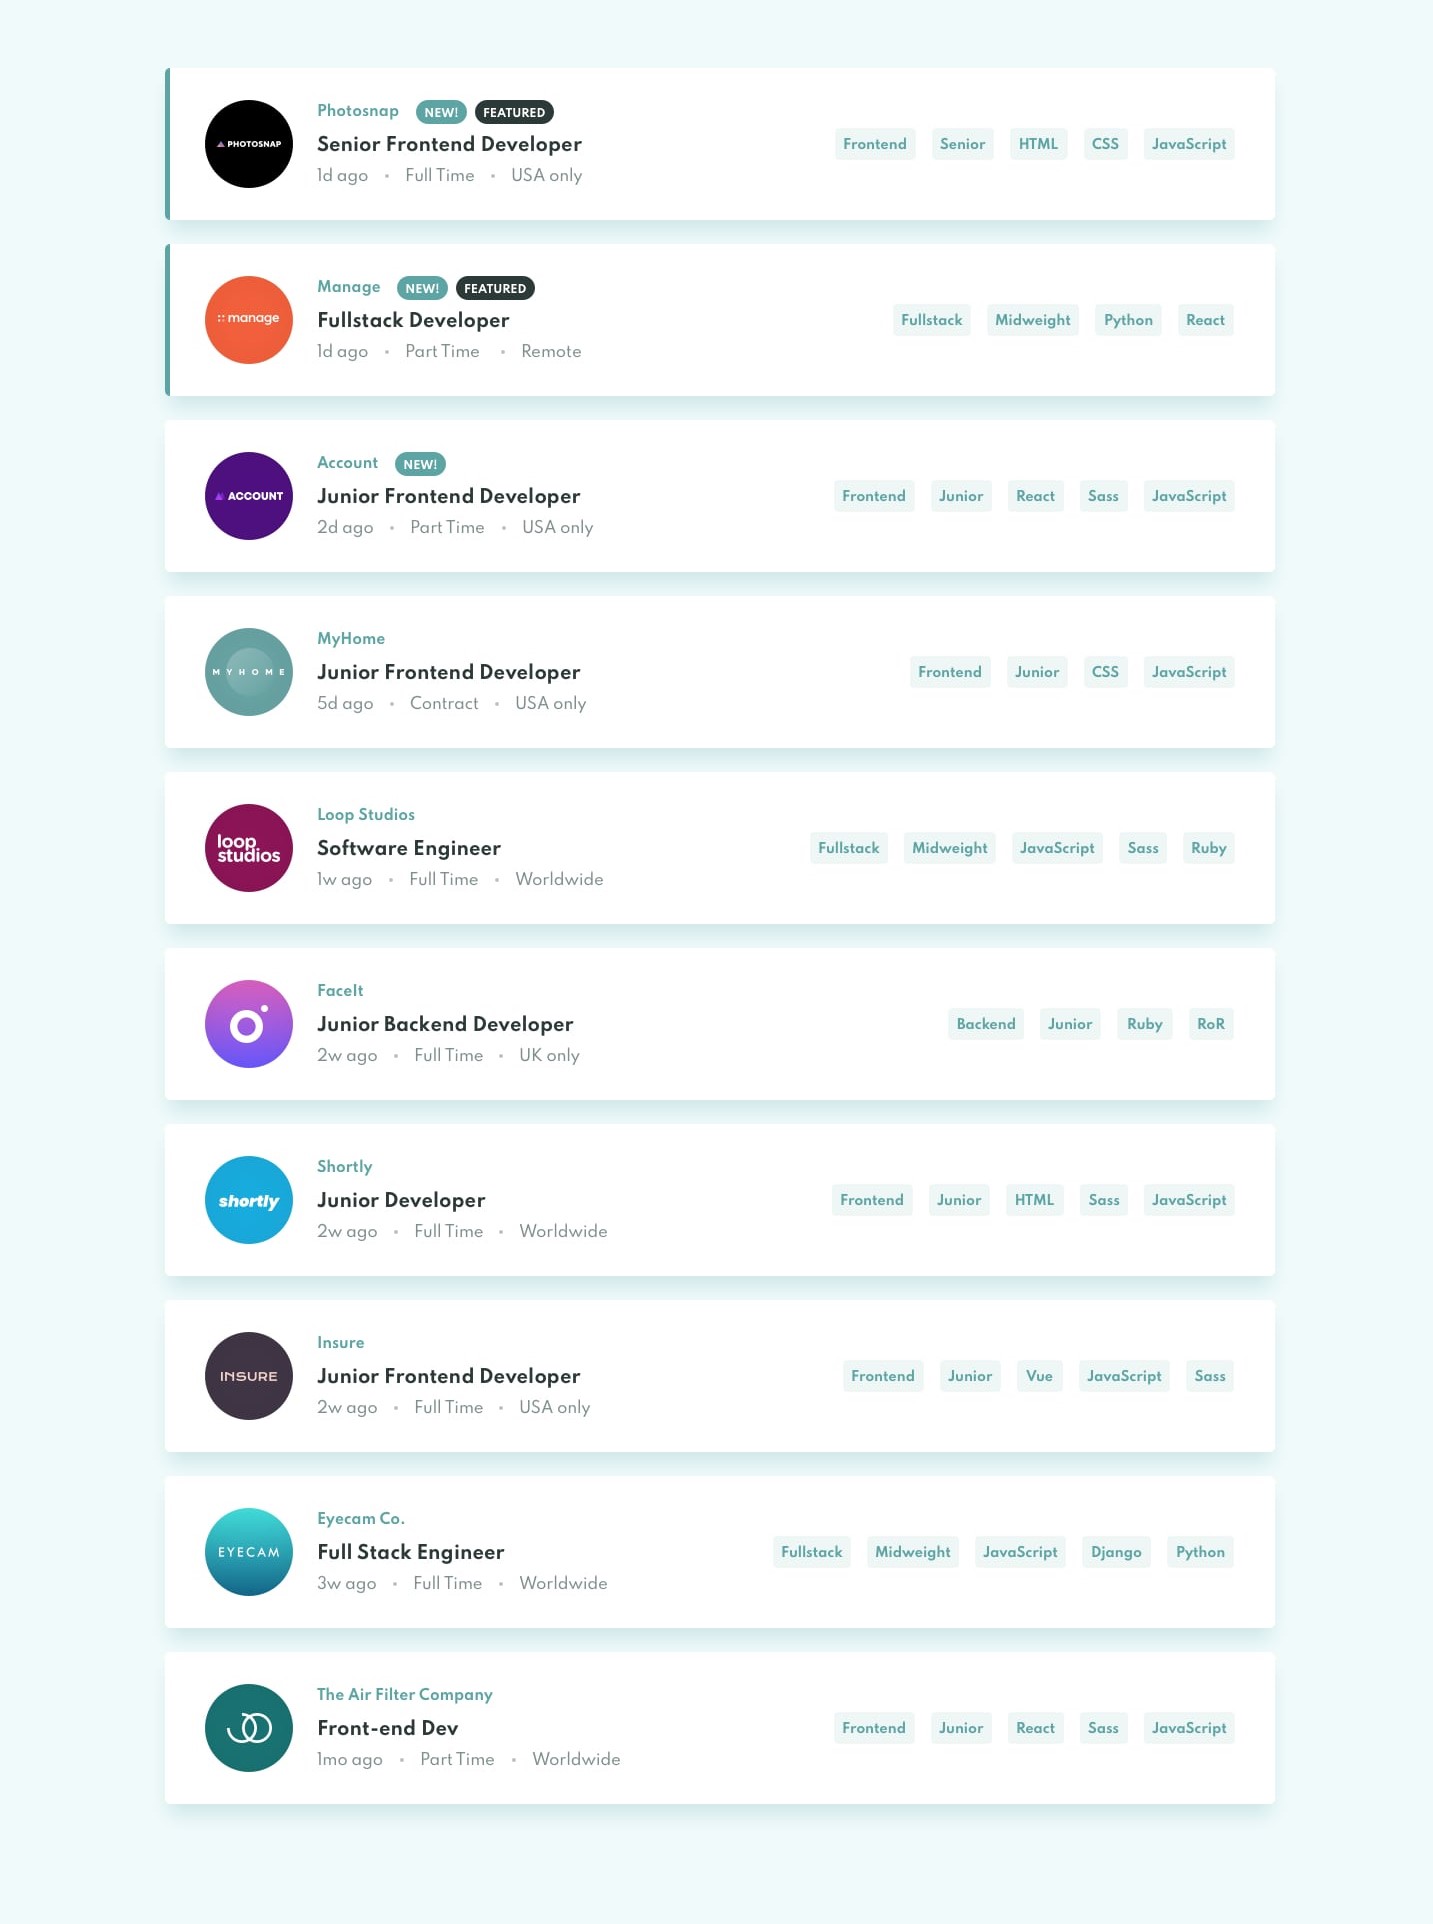 PHOTOSNAP
Photosnap NEW! FEATURED
Senior Frontend Developer
1d ago • Full Time • USA only
Frontend Senior HTML CSS JavaScript
manage
Manage NEW! FEATURED
Fullstack Developer
1d ago • Part Time • Remote
Fullstack Midweight Python React
ACCOUNT
Account NEW!
Junior Frontend Developer
2d ago • Part Time • USA only
Frontend Junior React Sass JavaScript
MYHOME
MyHome
Junior Frontend Developer
5d ago • Contract • USA only
Frontend Junior CSS JavaScript
loop
studios
Loop Studios
Software Engineer
1w ago • Full Time • Worldwide
Fullstack Midweight JavaScript Sass Ruby
FaceIt
Junior Backend Developer
2w ago • Full Time • UK only
Backend Junior Ruby RoR
shortly
Shortly
Junior Developer
2w ago • Full Time • Worldwide
Frontend Junior HTML Sass JavaScript
INSURE
Insure
Junior Frontend Developer
2w ago • Full Time • USA only
Frontend Junior Vue JavaScript Sass
EYECAM
Eyecam Co.
Full Stack Engineer
3w ago • Full Time • Worldwide
Fullstack Midweight JavaScript Django Python
The Air Filter Company
Front-end Dev
1mo ago • Part Time • Worldwide
Frontend Junior React Sass JavaScript